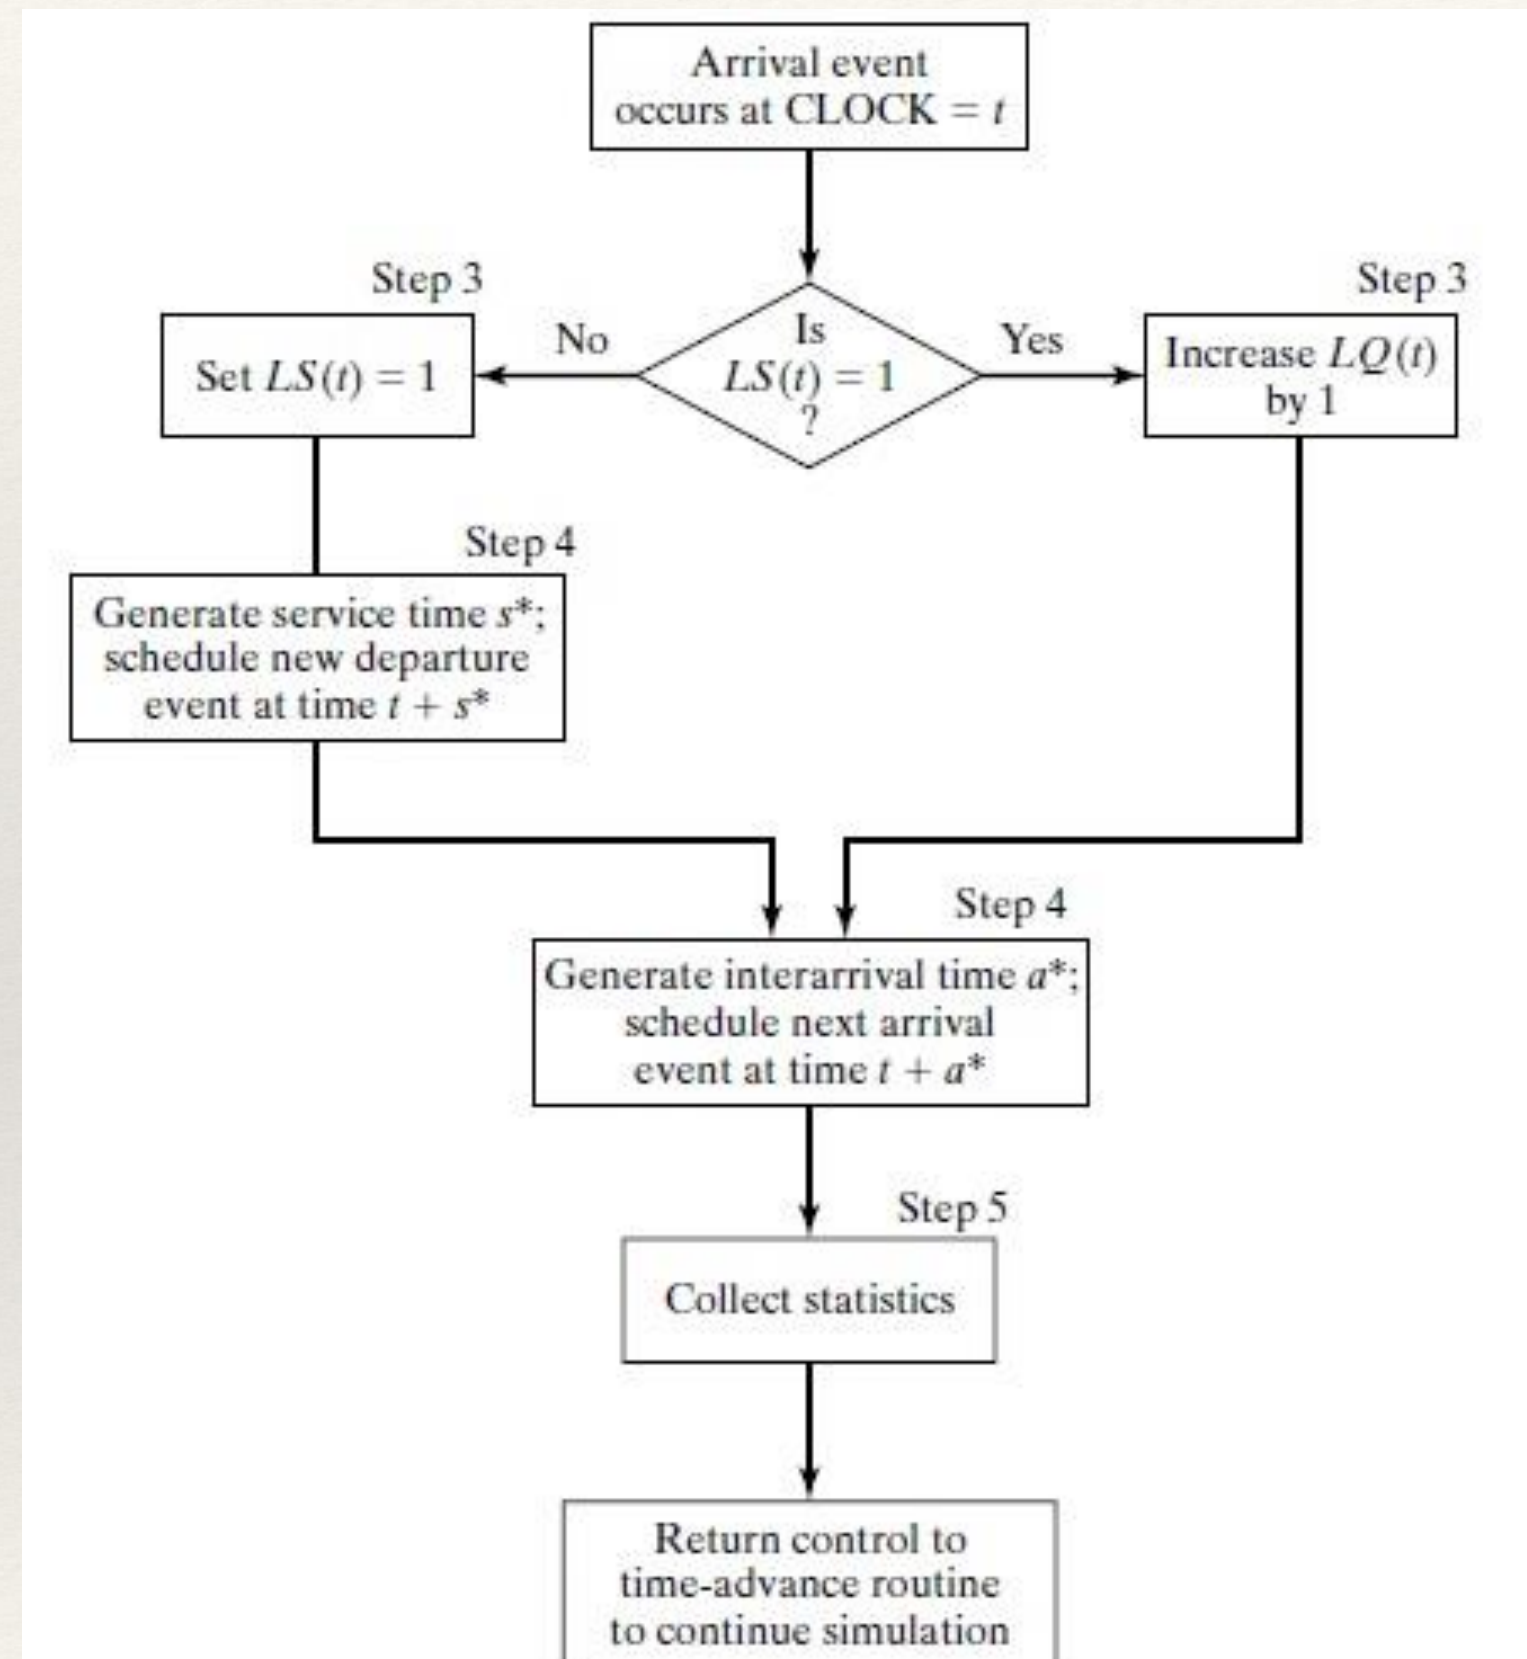 Arrival event
occurs at CLOCK = t
Step 3
Set LS(t) = 1
No
Is
LS(t) = 1
?
Yes
Step 3
Increase LQ(t)
by 1
Step 4
Generate service time s*;
schedule new departure
event at time t + s*
Step 4
Generate interarrival time a*;
schedule next arrival
event at time t + a*
Step 5
Collect statistics
Return control to
time-advance routine
to continue simulation